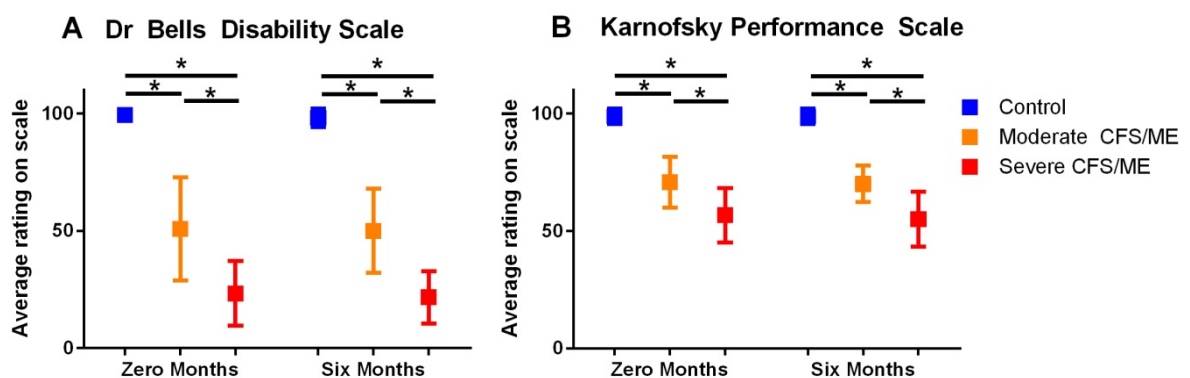 A Dr Bells Disability Scale
* * *
* * *
Average rating on scale
100
50
0
Zero Months Six Months
B Karnofsky Performance Scale
* * *
* * *
Average rating on scale
100
50
0
Zero Months Six Months
Control
Moderate CFS/ME
Severe CFS/ME